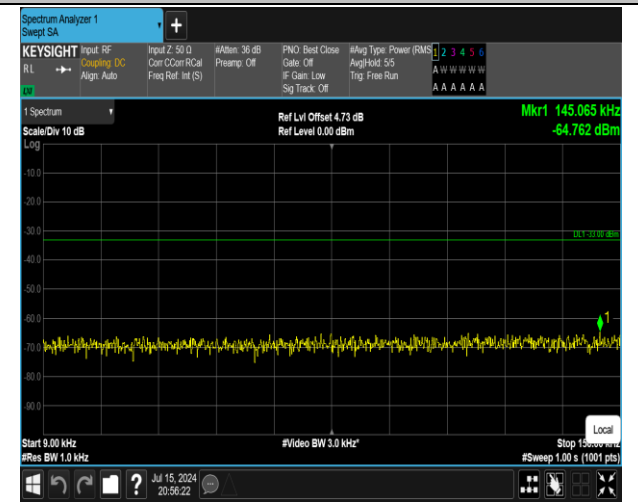 Spectrum Analyzer 1
Swept SA
+
KEYSIGHT
RL
LXI
Input: RF
Coupling: DC
Align: Auto
Input Z: 50 Ω
Corr CCorr RCal
Freq Ref: Int (S)
#Atten: 36 dB
Preamp: Off
PNO: Best Close
Gate: Off
IF Gain: Low
Sig Track: Off
#Avg Type: Power (RMS
Avg|Hold: 5/5
Trig: Free Run
1 2 3 4 5 6
A W W W W W
A A A A A A
1 Spectrum
Scale/Div 10 dB
Log
Ref Lvl Offset 4.73 dB
Ref Level 0.00 dBm
Mkr1 145.065 kHz
-64.762 dBm
-10.0
-20.0
-30.0
DL1 -33.00 dBm
-40.0
-50.0
-60.0
1
-70.0
-80.0
-90.0
Local
Start 9.00 kHz
#Res BW 1.0 kHz
#Video BW 3.0 kHz*
Stop
#Sweep 1.00 s (1001 pts)
?
Jul 15, 2024
20:56:22